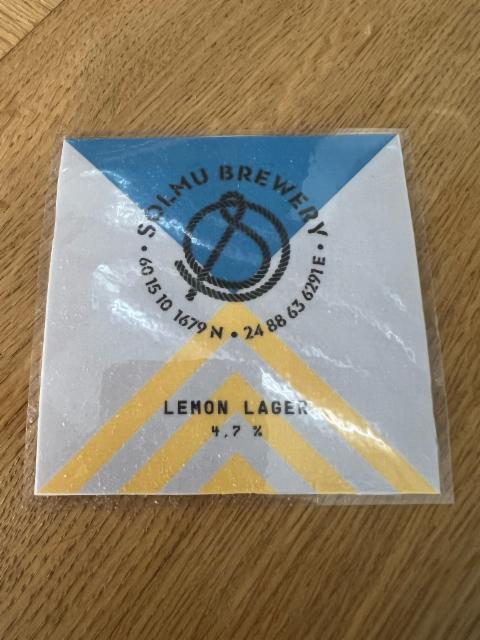 SOLMU BREWERY
• 60 15 10 1679 N • 24 88 63 6291 E •
LEMON LAGER
4,7 %